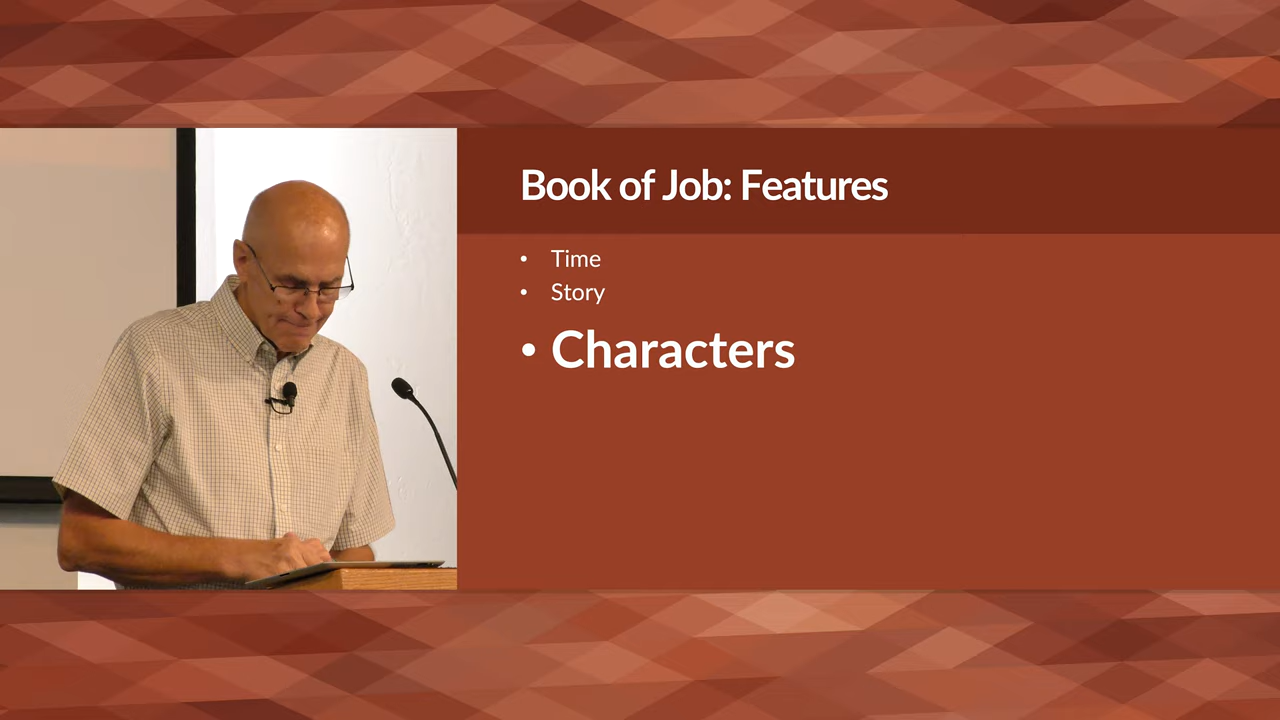 Book of Job: Features
• Time
• Story
• Characters